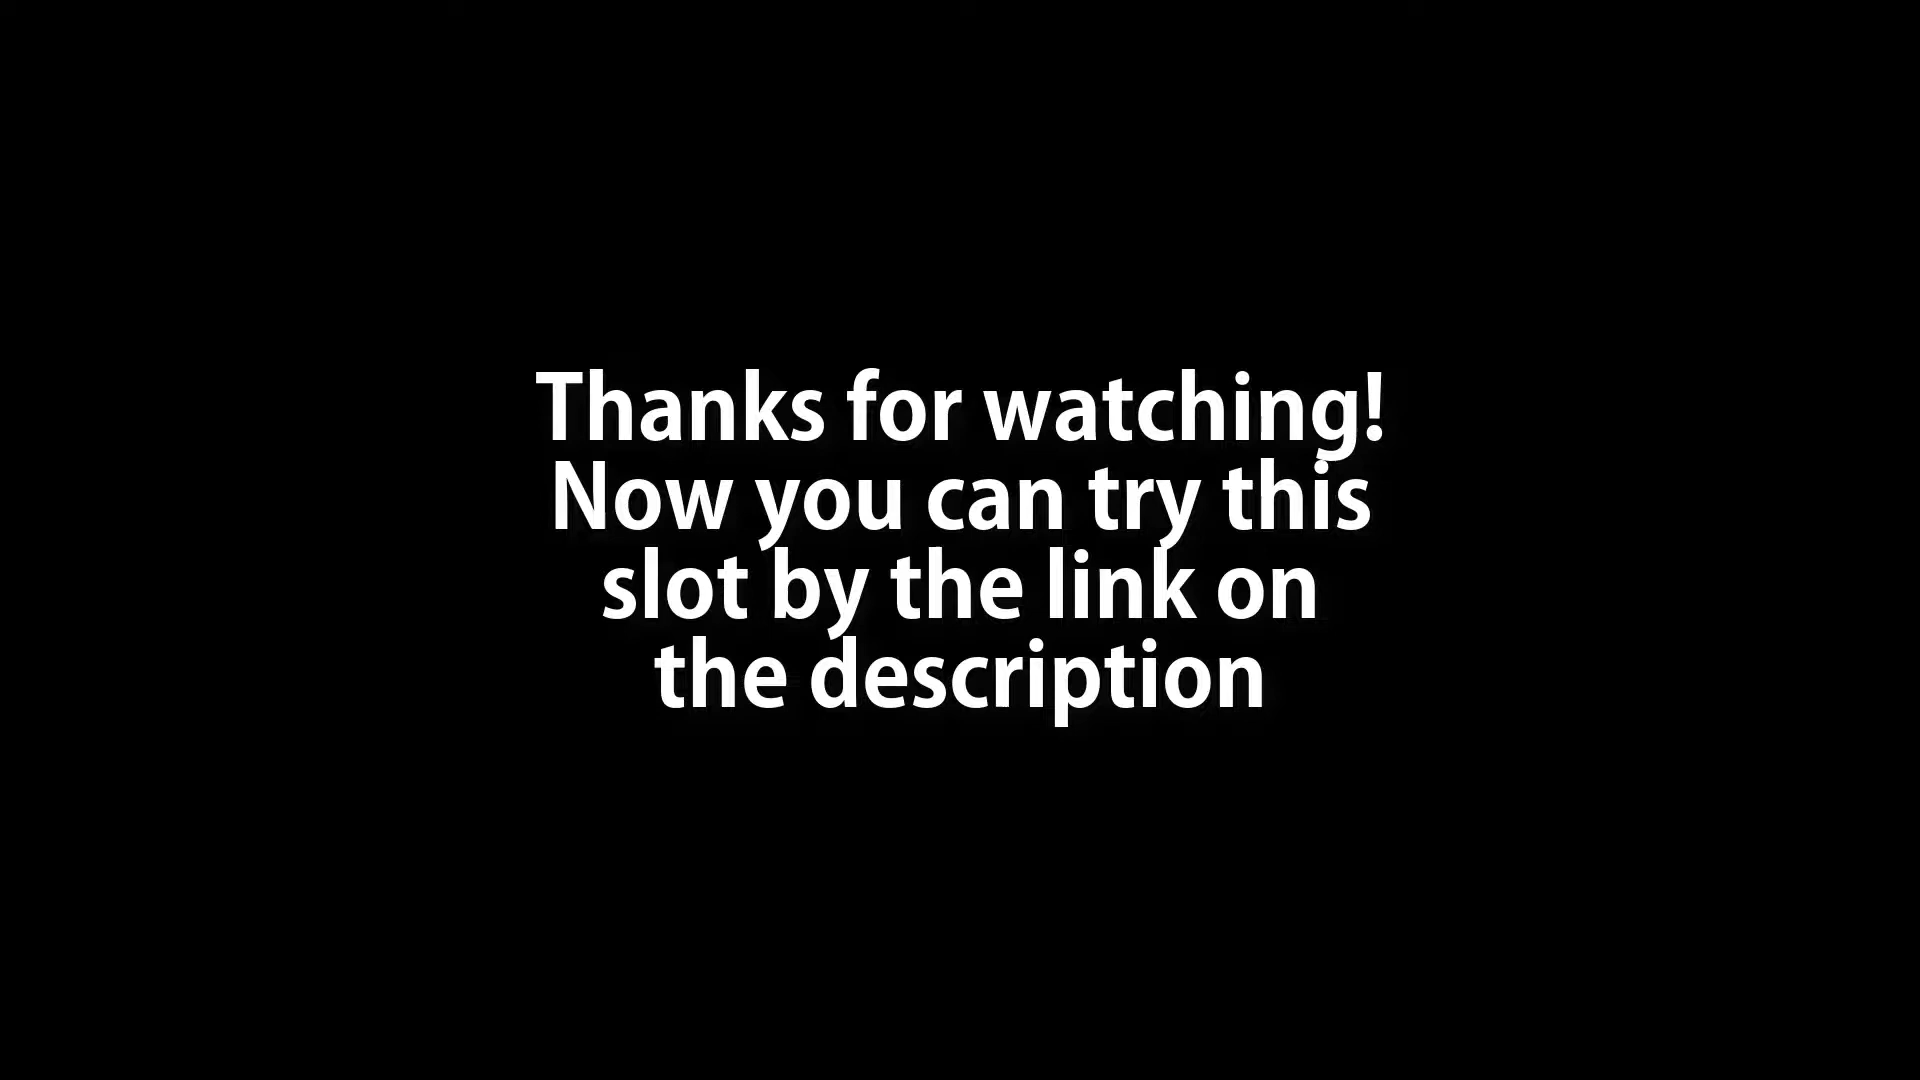 Thanks for watching!
Now you can try this
slot by the link on
the description